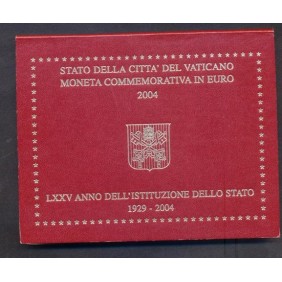 STATO DELLA CITTA' DEL VATICANO
MONETA COMMEMORATIVA IN EURO
2004
LXXV ANNO DELL'ISTITUZIONE DELLO STATO
1929 - 2004